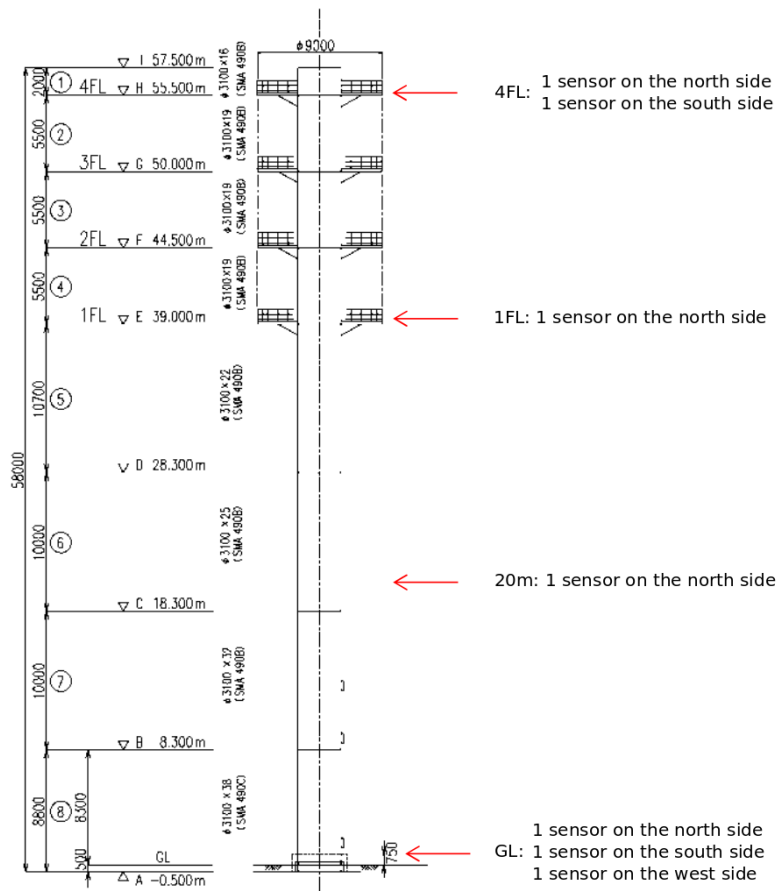 φ9000
I 57.500m
2000
①
4FL
H 55.500m
φ3100×16
(SMA 490B)
4FL: 1 sensor on the north side
1 sensor on the south side
5500
②
φ3100×19
(SMA 490B)
3FL
G 50.000m
5500
③
φ3100×19
(SMA 490B)
2FL
F 44.500m
5500
④
φ3100×19
(SMA 490B)
1FL
E 39.000m
1FL: 1 sensor on the north side
10700
⑤
φ3100×22
(SMA 490B)
58000
D 28.300m
10000
⑥
φ3100×25
(SMA 490B)
20m: 1 sensor on the north side
C 18.300m
10000
⑦
φ3100×32
(SMA 490B)
B 8.300m
8800
⑧
8300
φ3100×38
(SMA 490C)
500
GL
750
A -0.500m
1 sensor on the north side
GL: 1 sensor on the south side
1 sensor on the west side